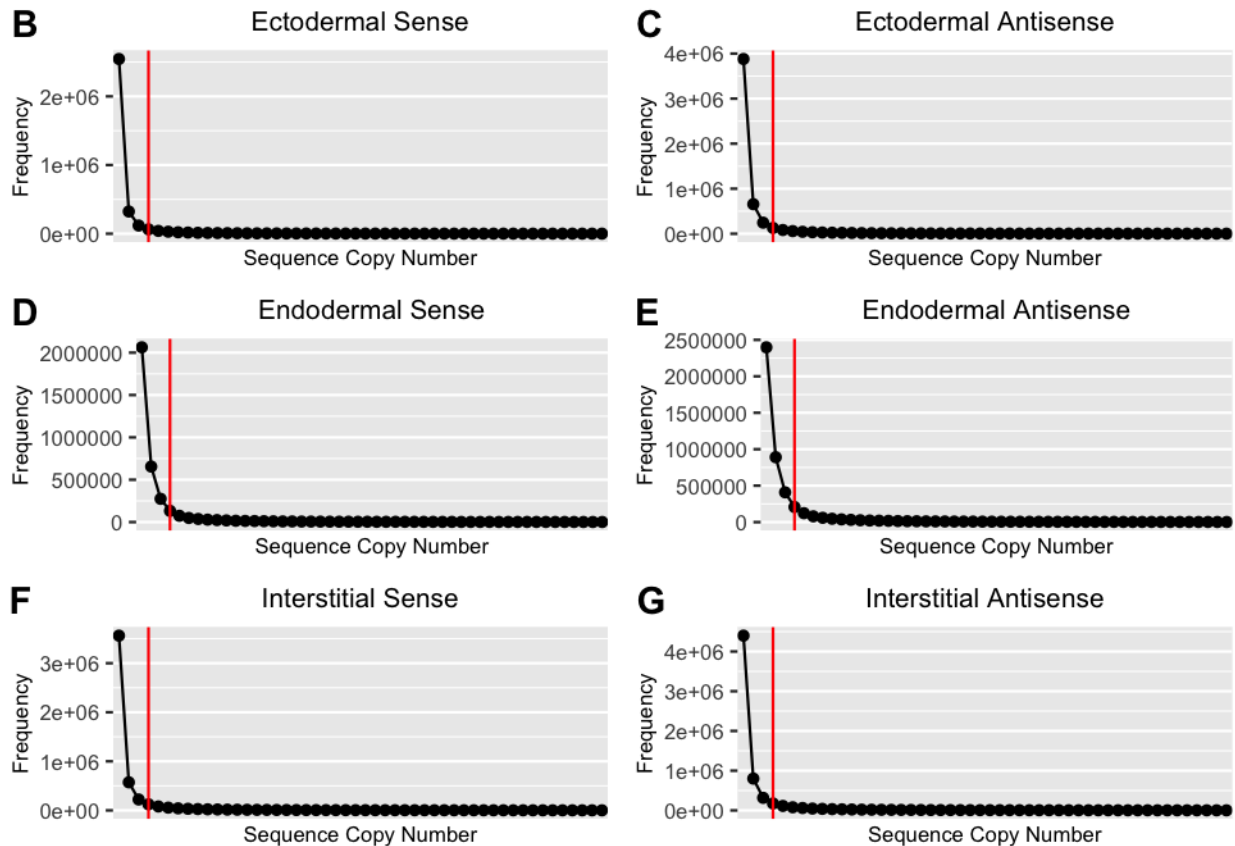 B
Ectodermal Sense
Frequency
2e+06
1e+06
0e+00
Sequence Copy Number
C
Ectodermal Antisense
Frequency
4e+06
3e+06
2e+06
1e+06
0e+00
Sequence Copy Number
D
Endodermal Sense
Frequency
2000000
1500000
1000000
500000
0
Sequence Copy Number
E
Endodermal Antisense
Frequency
2500000
2000000
1500000
1000000
500000
0
Sequence Copy Number
F
Interstitial Sense
Frequency
3e+06
2e+06
1e+06
0e+00
Sequence Copy Number
G
Interstitial Antisense
Frequency
4e+06
3e+06
2e+06
1e+06
0e+00
Sequence Copy Number